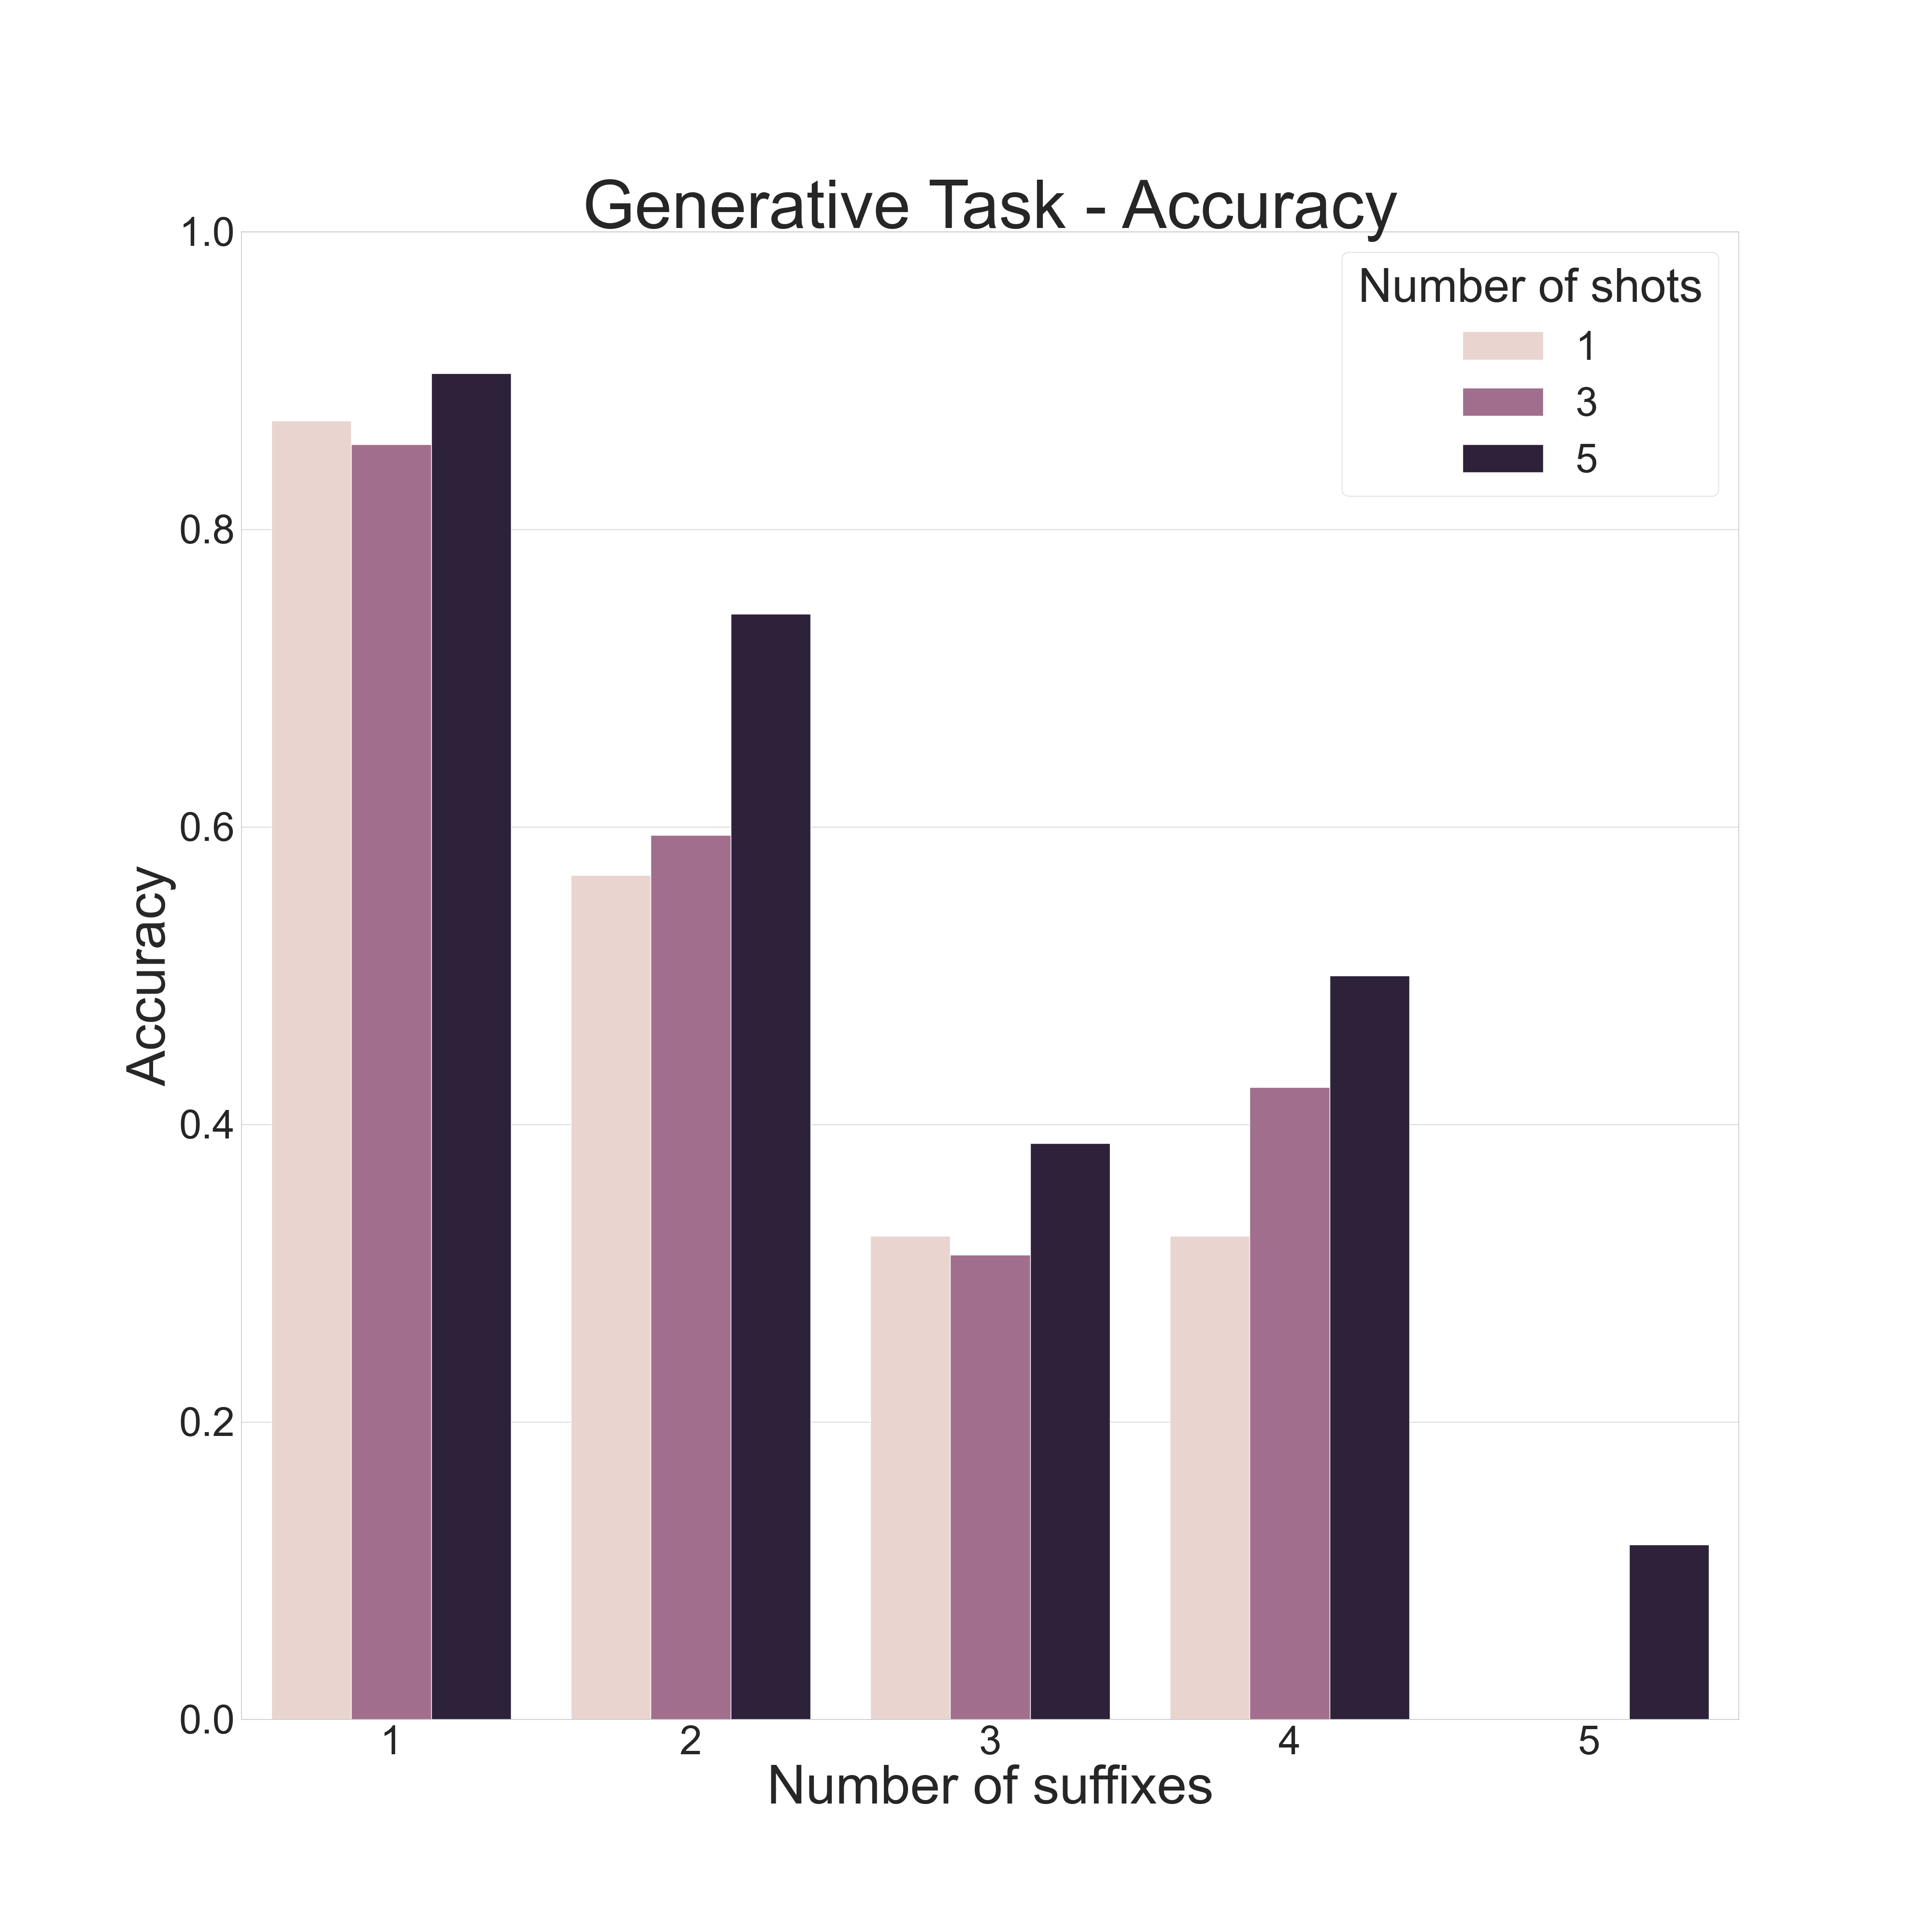 Generative Task - Accuracy
1.0
0.8
0.6
0.4
0.2
0.0
Accuracy
Number of shots
1
3
5
1 2 3 4 5
Number of suffixes